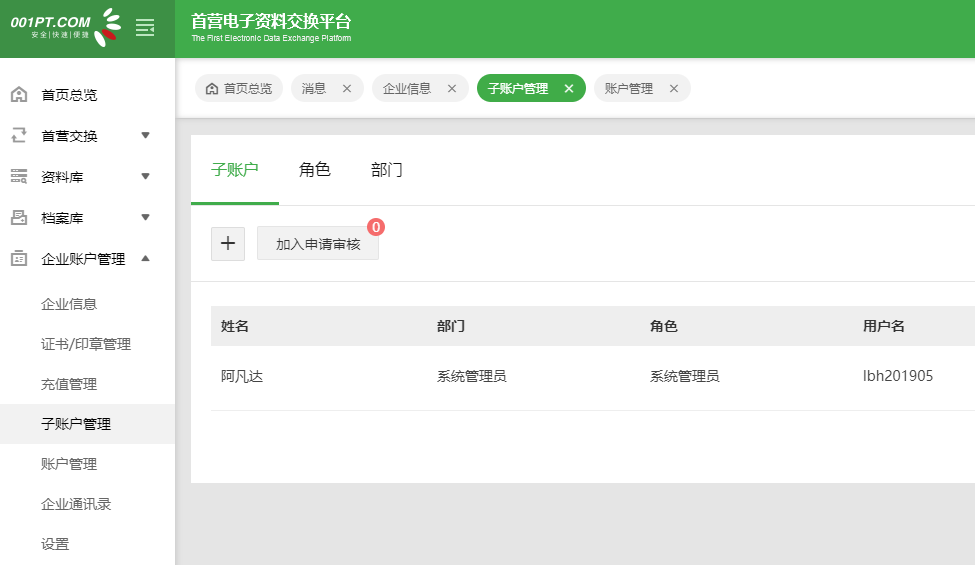 001PT.COM
安全|快速|便捷
首营电子资料交换平台
The First Electronic Data Exchange Platform
首页总览
消息
企业信息
子账户管理
账户管理
首页总览
首营交换
资料库
档案库
企业账户管理
企业信息
证书/印章管理
充值管理
子账户管理
账户管理
企业通讯录
设置
子账户
角色
部门
加入申请审核
0
姓名 部门 角色 用户名
阿凡达 系统管理员 系统管理员 lbh201905